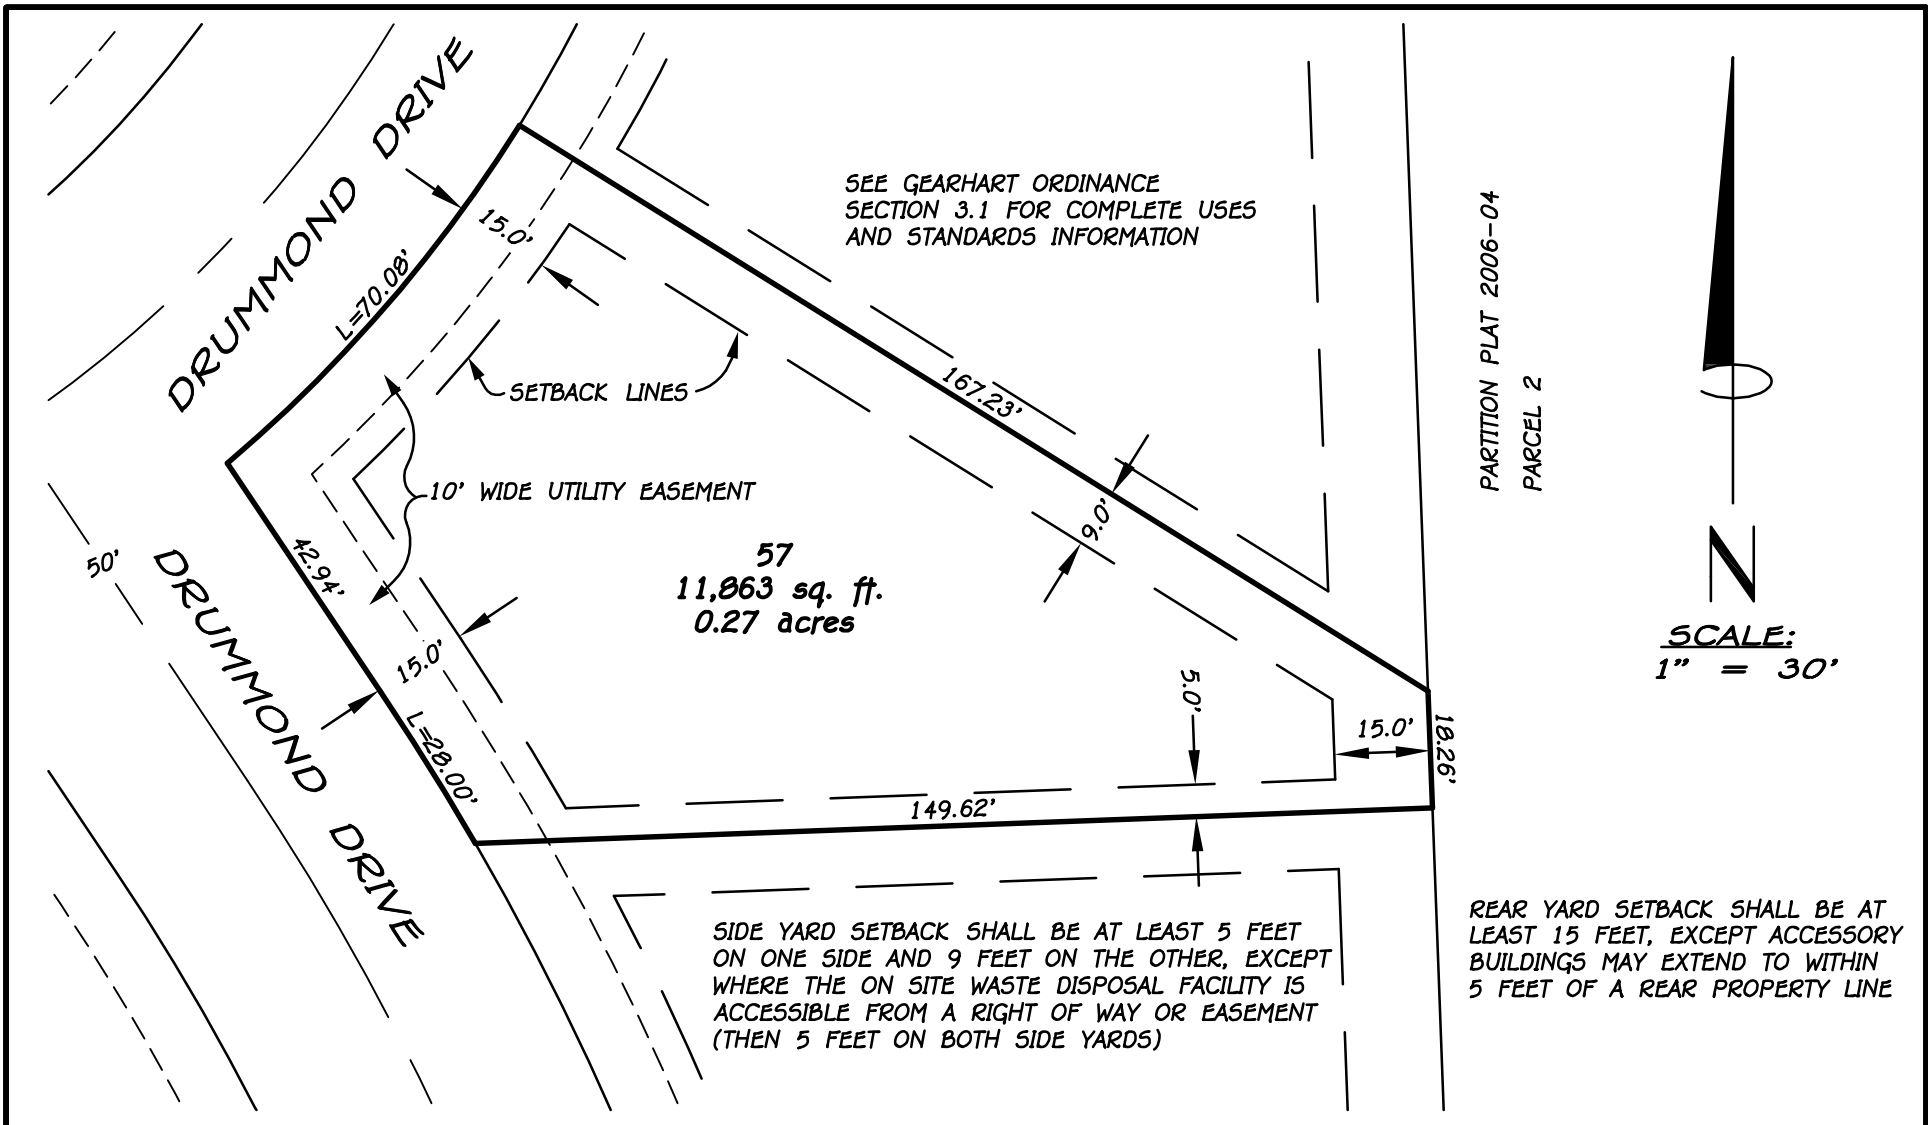 DRUMMOND DRIVE
SEE GEARHART ORDINANCE
SECTION 3.1 FOR COMPLETE USES
AND STANDARDS INFORMATION
15.0'
L=70.08'
PARTITION PLAT 2006-04
PARCEL 2
SETBACK LINES
167.23'
10' WIDE UTILITY EASEMENT
9.0'
50'
42.94'
57
11,863 sq. ft.
0.27 acres
DRUMMOND DRIVE
15.0'
L=28.00'
5.0'
15.0'
18.26'
149.62'
N
SCALE:
1" = 30'
SIDE YARD SETBACK SHALL BE AT LEAST 5 FEET
ON ONE SIDE AND 9 FEET ON THE OTHER, EXCEPT
WHERE THE ON SITE WASTE DISPOSAL FACILITY IS
ACCESSIBLE FROM A RIGHT OF WAY OR EASEMENT
(THEN 5 FEET ON BOTH SIDE YARDS)
REAR YARD SETBACK SHALL BE AT
LEAST 15 FEET, EXCEPT ACCESSORY
BUILDINGS MAY EXTEND TO WITHIN
5 FEET OF A REAR PROPERTY LINE